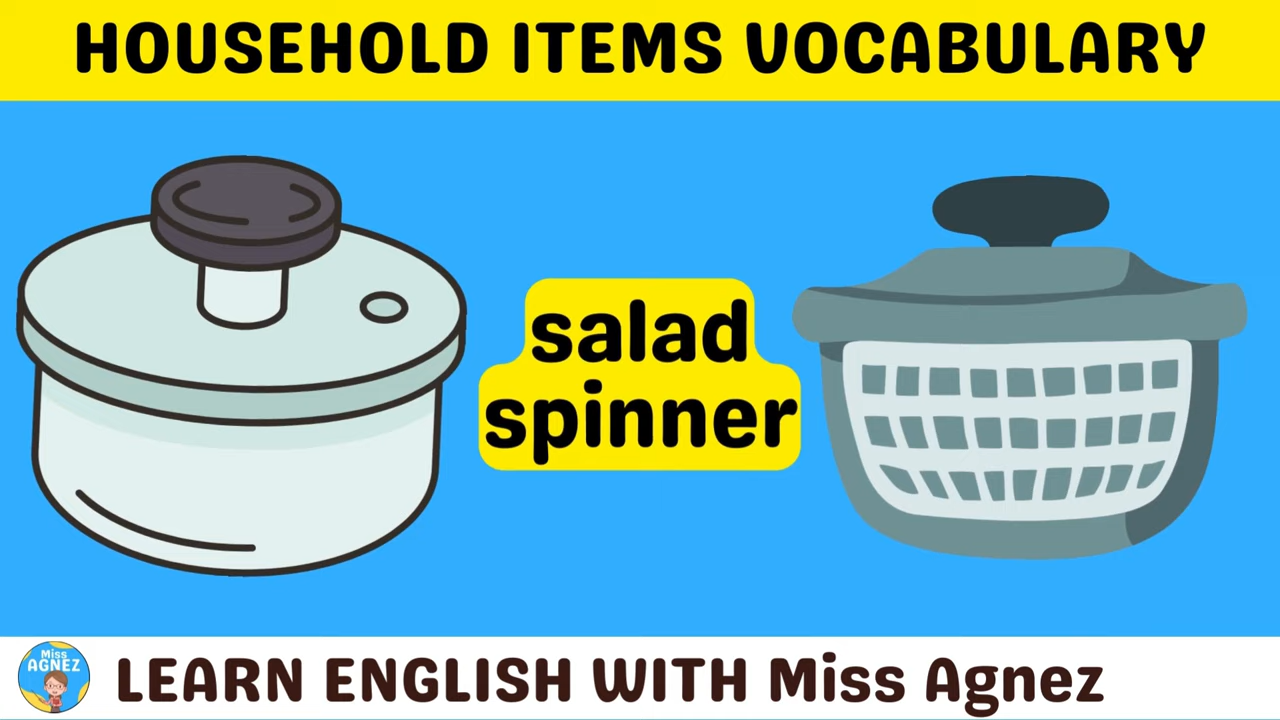 HOUSEHOLD ITEMS VOCABULARY
salad
spinner
Miss
AGNEZ
LEARN ENGLISH WITH Miss Agnez